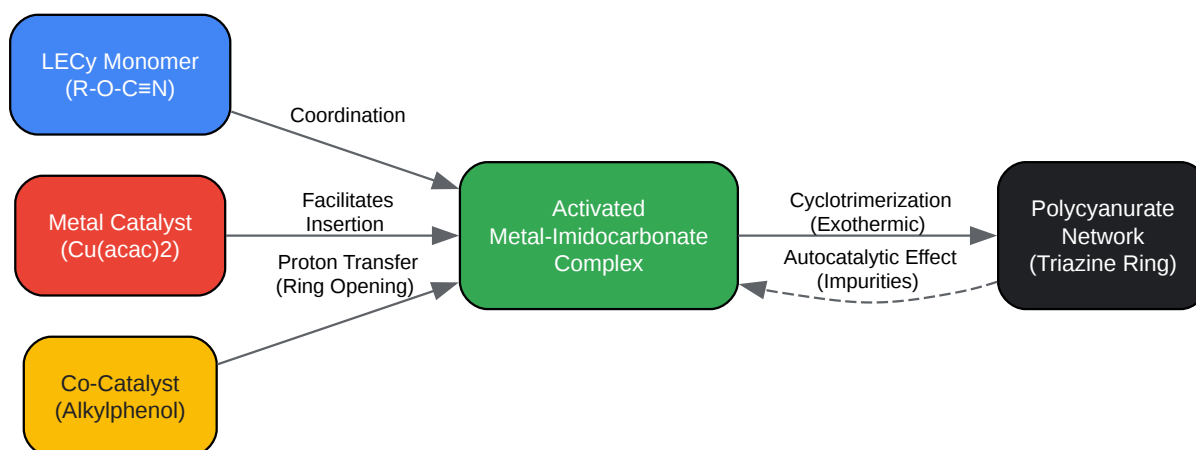 LECy Monomer
(R-O-C≡N)
Coordination
Metal Catalyst
(Cu(acac)2)
Facilitates
Insertion
Proton Transfer
(Ring Opening)
Co-Catalyst
(Alkylphenol)
Activated
Metal-Imidocarbonate
Complex
Cyclotrimerization
(Exothermic)
Autocatalytic Effect
(Impurities)
Polycyanurate
Network
(Triazine Ring)